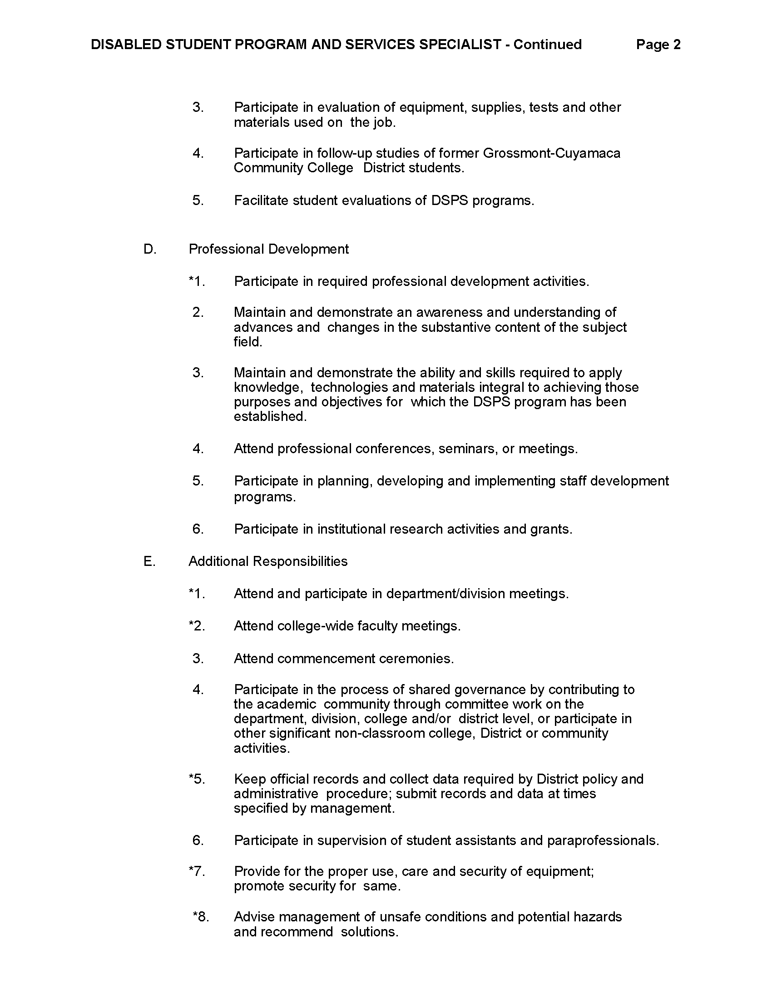 DISABLED STUDENT PROGRAM AND SERVICES SPECIALIST - Continued Page 2
3. Participate in evaluation of equipment, supplies, tests and other
materials used on the job.
4. Participate in follow-up studies of former Grossmont-Cuyamaca
Community College District students.
5. Facilitate student evaluations of DSPS programs.
D. Professional Development
*1. Participate in required professional development activities.
2. Maintain and demonstrate an awareness and understanding of
advances and changes in the substantive content of the subject
field.
3. Maintain and demonstrate the ability and skills required to apply
knowledge, technologies and materials integral to achieving those
purposes and objectives for which the DSPS program has been
established.
4. Attend professional conferences, seminars, or meetings.
5. Participate in planning, developing and implementing staff development
programs.
6. Participate in institutional research activities and grants.
E. Additional Responsibilities
*1. Attend and participate in department/division meetings.
*2. Attend college-wide faculty meetings.
3. Attend commencement ceremonies.
4. Participate in the process of shared governance by contributing to
the academic community through committee work on the
department, division, college and/or district level, or participate in
other significant non-classroom college, District or community
activities.
*5. Keep official records and collect data required by District policy and
administrative procedure; submit records and data at times
specified by management.
6. Participate in supervision of student assistants and paraprofessionals.
*7. Provide for the proper use, care and security of equipment;
promote security for same.
*8. Advise management of unsafe conditions and potential hazards
and recommend solutions.